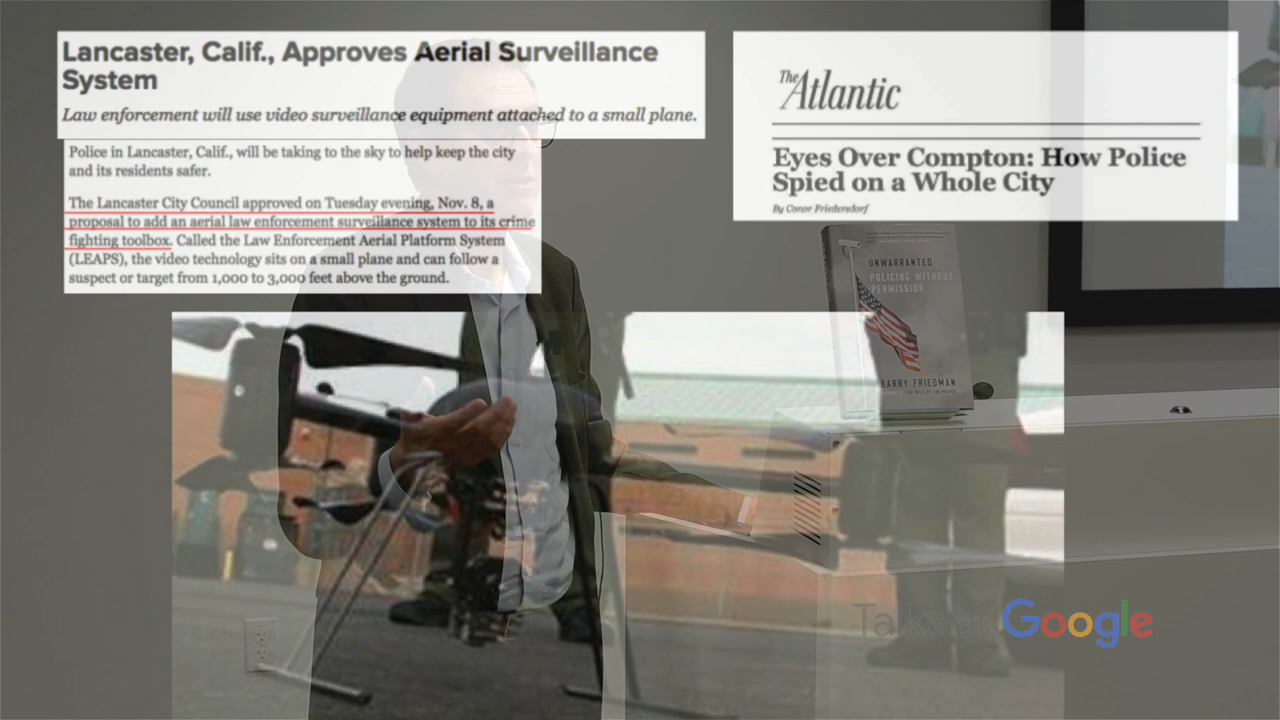 Lancaster, Calif., Approves Aerial Surveillance
System
Law enforcement will use video surveillance equipment attached to a small plane.
Police in Lancaster, Calif., will be taking to the sky to help keep the city
and its residents safer.
The Lancaster City Council approved on Tuesday evening, Nov. 8, a
proposal to add an aerial law enforcement surveillance system to its crime
fighting toolbox. Called the Law Enforcement Aerial Platform System
(LEAPS), the video technology sits on a small plane and can follow a
suspect or target from 1,000 to 3,000 feet above the ground.
The Atlantic
Eyes Over Compton: How Police
Spied on a Whole City
By Conor Friedersdorf
UNWARRANTED
POLICING WITHOUT
PERMISSION
BARRY FRIEDMAN
Talks at Google